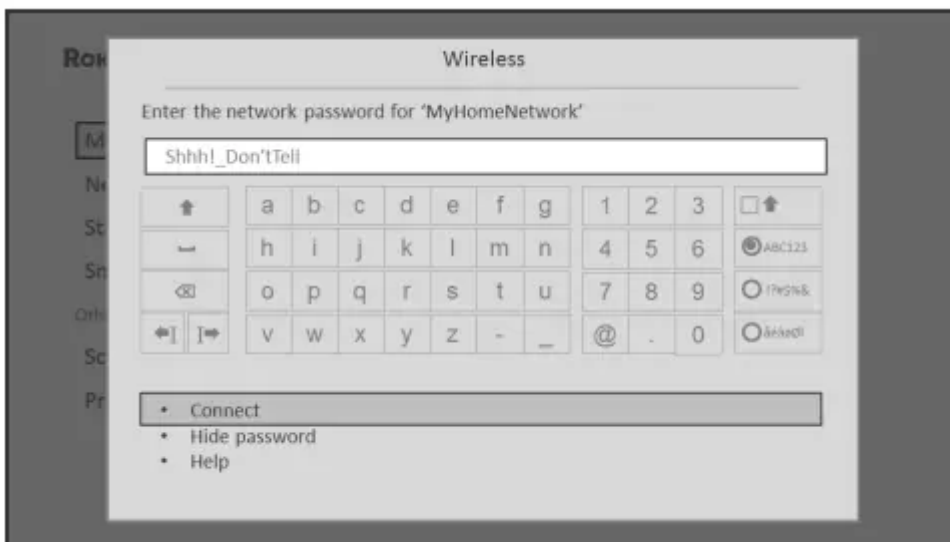 Wireless
Enter the network password for ‘MyHomeNetwork’
Shhh!_Don’tTell
a b c d e f g 1 2 3
h i j k l m n 4 5 6 ABC123
o p q r s t u 7 8 9
v w x y z - _ @ . 0
• Connect
• Hide password
• Help